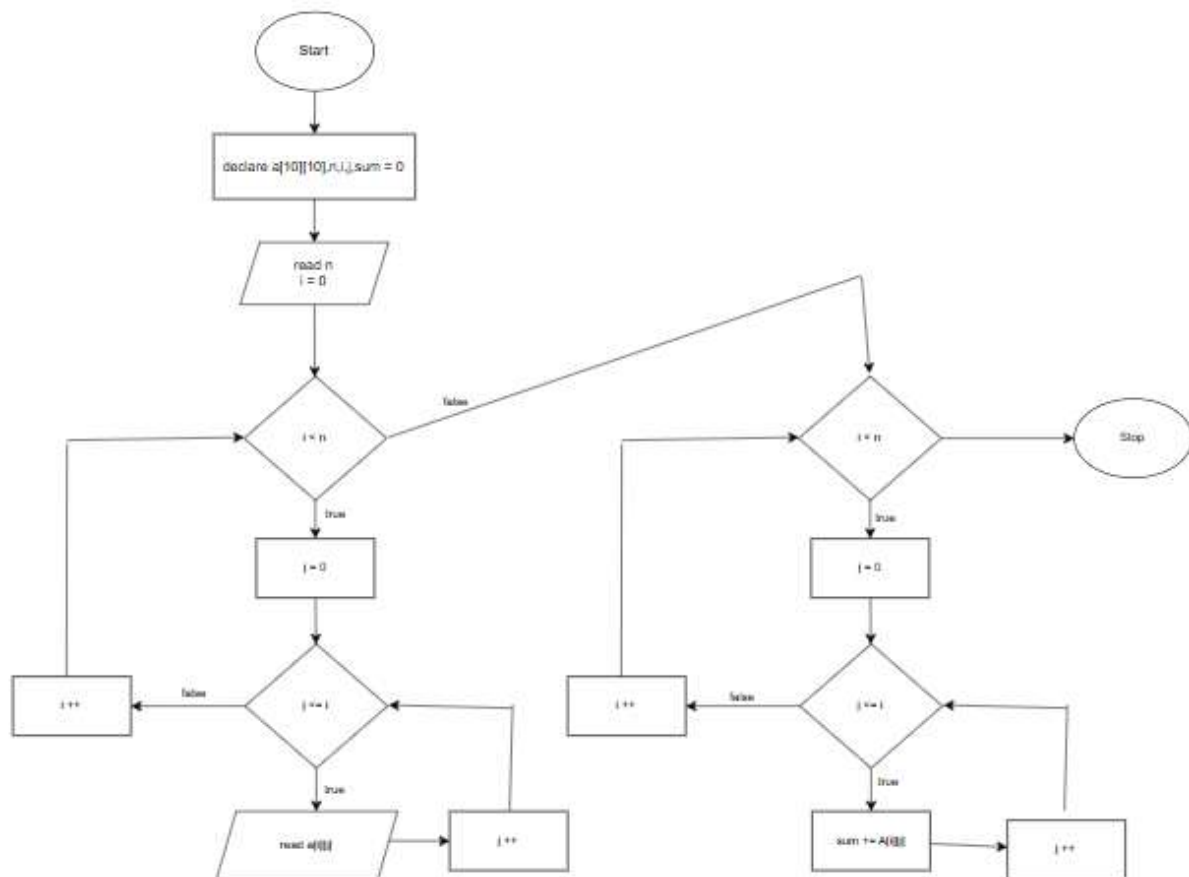 Start
declare a[10][10],n,i,j,sum = 0
read n
i = 0
i < n
false
true
j = 0
j <= i
false
i ++
true
read a[i][j]
j ++
i < n
Stop
true
j = 0
j <= i
false
i ++
true
sum += A[i][j]
j ++